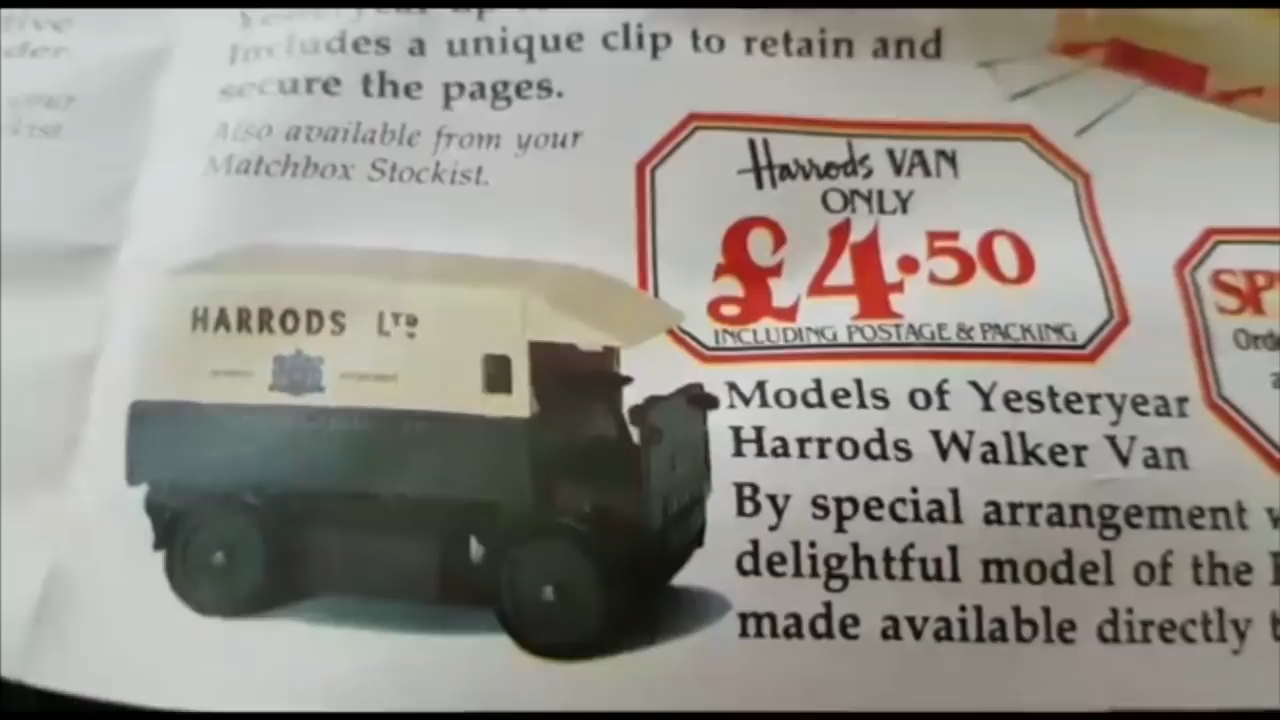 Includes a unique clip to retain and
secure the pages.
Also available from your
Matchbox Stockist.
Harrods VAN
ONLY
£4.50
INCLUDING POSTAGE & PACKING
HARRODS LTD
Models of Yesteryear
Harrods Walker Van
By special arrangement
delightful model of the
made available directly
SP